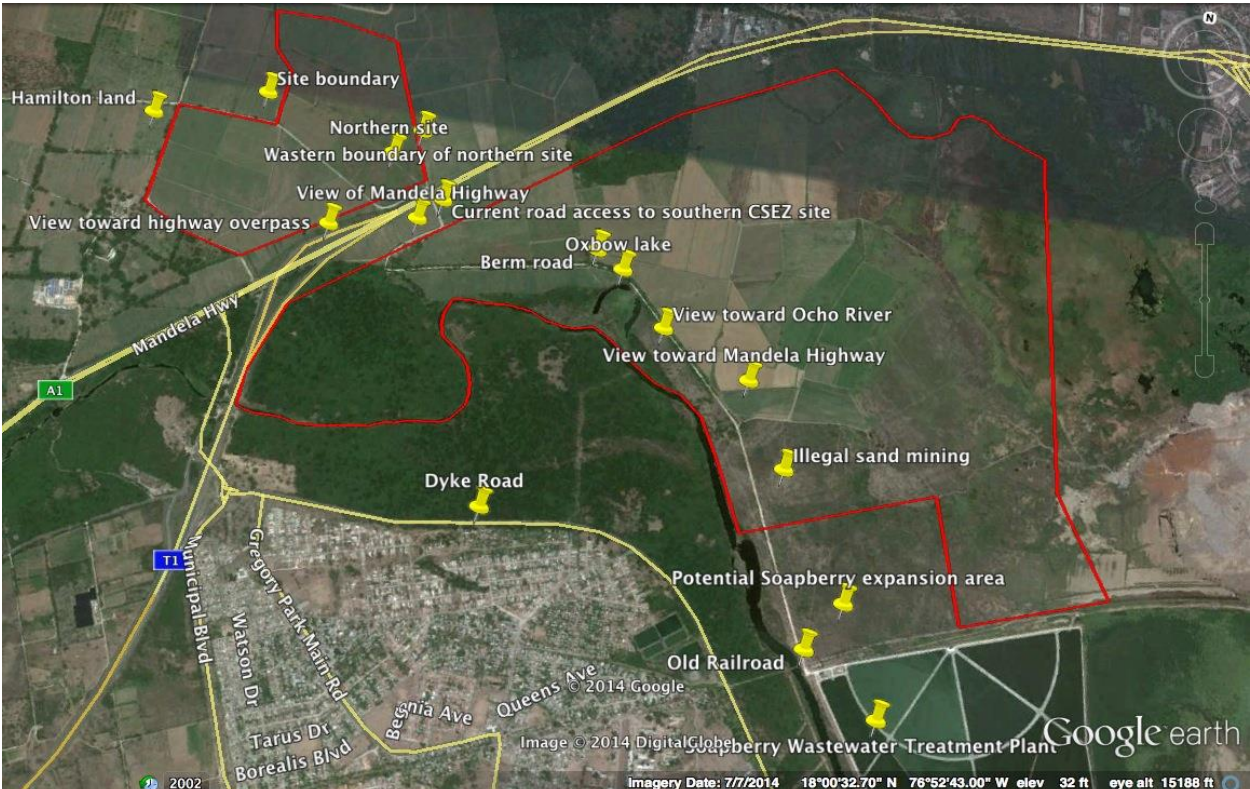 N
Site boundary
Hamilton land
Northern site
Wastern boundary of northern site
View of Mandela Highway
Current road access to southern CSEZ site
View toward highway overpass
Oxbow lake
Berm road
Mandela Hwy
View toward Ocho River
View toward Mandela Highway
A1
Illegal sand mining
Dyke Road
T1
Municipal Blvd
Gregory Park Main Rd
Watson Dr
Potential Soapberry expansion area
Old Railroad
Queens Ave
© 2014 Google
Begonia Ave
Tarus Dr
Borealis Blvd
Image © 2014 DigitalGlobe
Soapberry Wastewater Treatment Plant
Google earth
2002
Imagery Date: 7/7/2014 18°00'32.70" N 76°52'43.00" W elev 32 ft eye alt 15188 ft